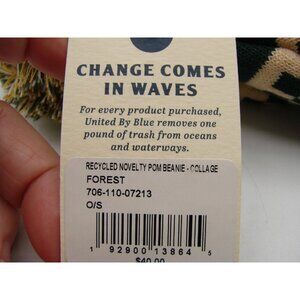 CHANGE COMES
IN WAVES
For every product purchased,
United By Blue removes one
pound of trash from oceans
and waterways.
RECYCLED NOVELTY POM BEANIE - COLLAGE
FOREST
706-110-07213
O/S
1 92900 13864 5
$40.00